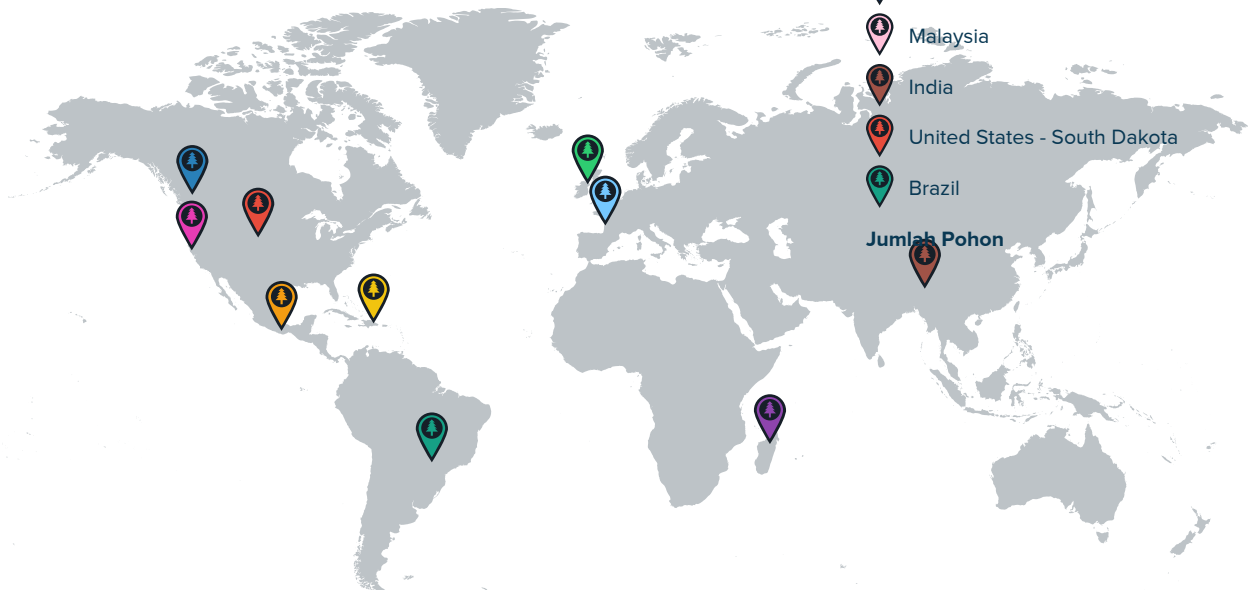 Malaysia
India
United States - South Dakota
Brazil
Jumlah Pohon